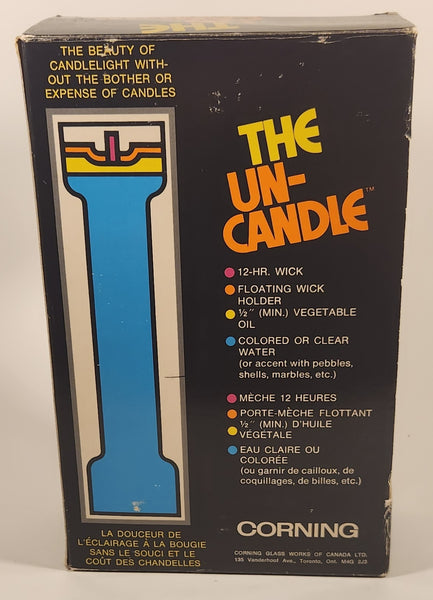 THE
THE BEAUTY OF
CANDLELIGHT WITH-
OUT THE BOTHER OR
EXPENSE OF CANDLES
THE
UN-
CANDLE™
12-HR. WICK
FLOATING WICK
HOLDER
½" (MIN.) VEGETABLE
OIL
COLORED OR CLEAR
WATER
(or accent with pebbles,
shells, marbles, etc.)
MÈCHE 12 HEURES
PORTE-MÈCHE FLOTTANT
½" (MIN.) D'HUILE
VÉGÉTALE
EAU CLAIRE OU
COLORÉE
(ou garnir de cailloux, de
coquillages, de billes, etc.)
LA DOUCEUR DE
L'ÉCLAIRAGE À LA BOUGIE
SANS LE SOUCI ET LE
COÛT DES CHANDELLES
CORNING
CORNING GLASS WORKS OF CANADA LTD.
135 Vanderhoof Ave., Toronto, Ont. M4G 2J3